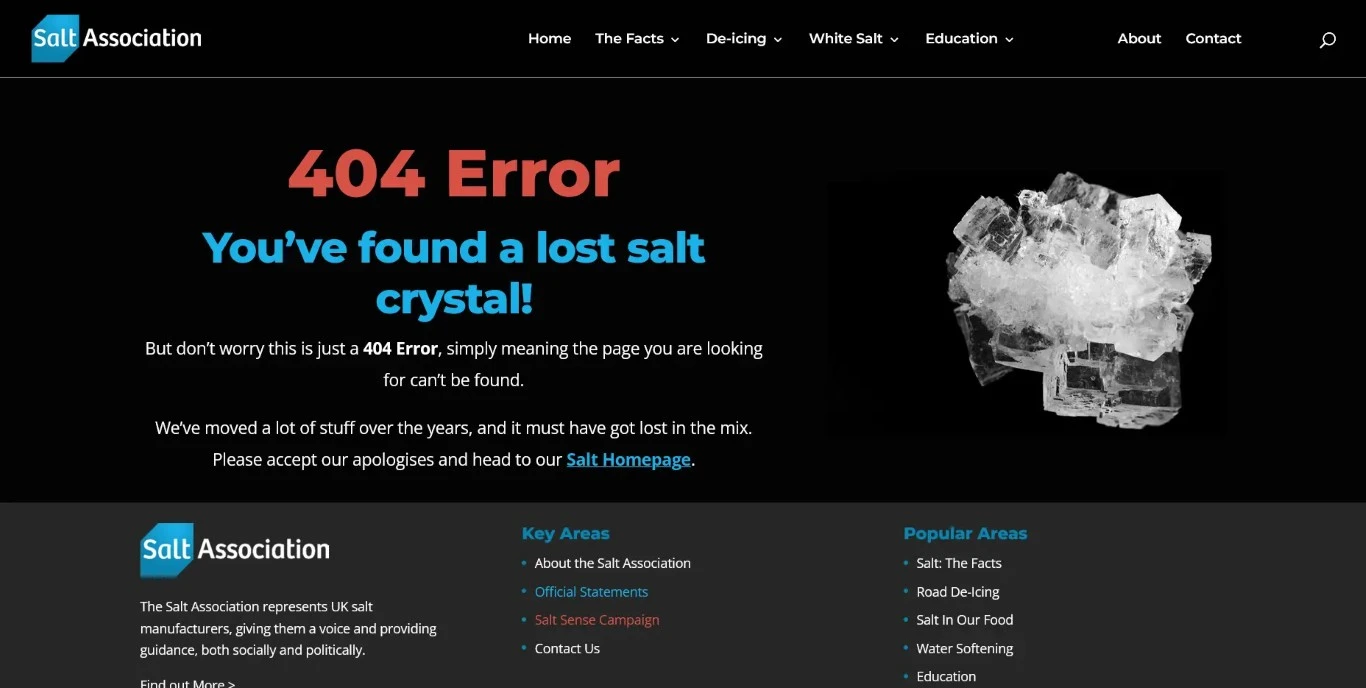 Salt Association
Home The Facts De-icing White Salt Education About Contact
404 Error
You've found a lost salt
crystal!
But don't worry this is just a 404 Error, simply meaning the page you are looking
for can't be found.
We've moved a lot of stuff over the years, and it must have got lost in the mix.
Please accept our apologises and head to our Salt Homepage.
Salt Association
The Salt Association represents UK salt
manufacturers, giving them a voice and providing
guidance, both socially and politically.
Find out More >
Key Areas
About the Salt Association
Official Statements
Salt Sense Campaign
Contact Us
Popular Areas
Salt: The Facts
Road De-Icing
Salt In Our Food
Water Softening
Education